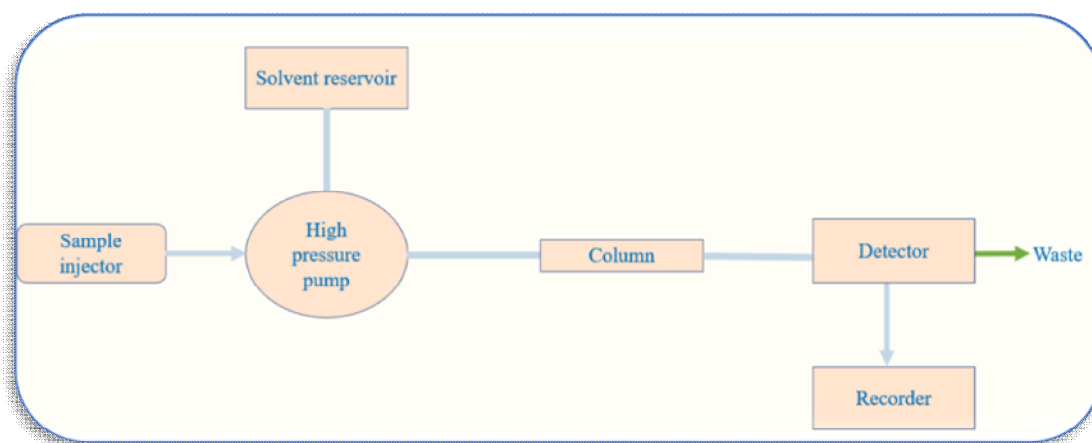 Solvent reservoir
Sample
injector
High
pressure
pump
Column
Detector
Waste
Recorder